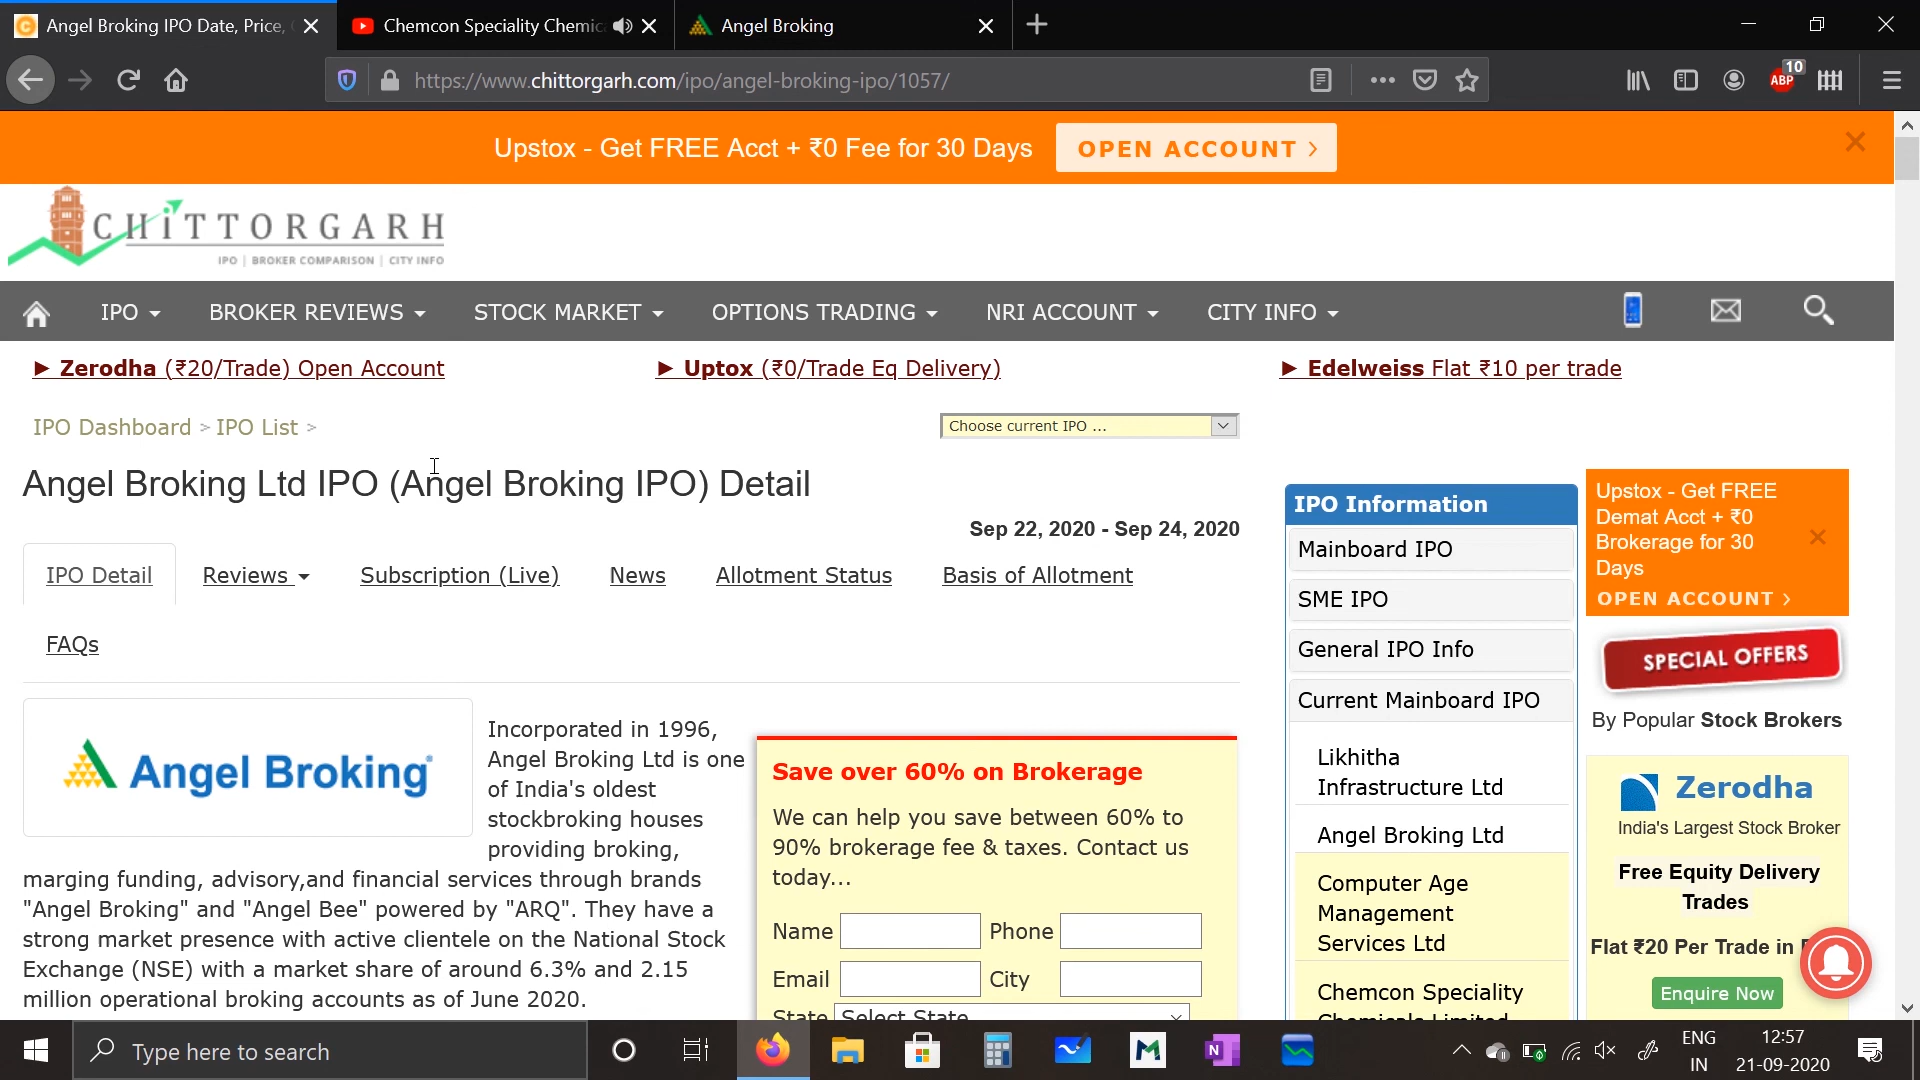 Angel Broking IPO Date, Price,
Chemcon Speciality Chemic
Angel Broking
https://www.chittorgarh.com/ipo/angel-broking-ipo/1057/
ABP
10
Upstox - Get FREE Acct + ₹0 Fee for 30 Days
OPEN ACCOUNT >
CHiTTORGARH
IPO | BROKER COMPARISON | CITY INFO
IPO
BROKER REVIEWS
STOCK MARKET
OPTIONS TRADING
NRI ACCOUNT
CITY INFO
► Zerodha (₹20/Trade) Open Account
► Uptox (₹0/Trade Eq Delivery)
► Edelweiss Flat ₹10 per trade
IPO Dashboard > IPO List >
Choose current IPO ...
Angel Broking Ltd IPO (Angel Broking IPO) Detail
Sep 22, 2020 - Sep 24, 2020
IPO Detail
Reviews
Subscription (Live)
News
Allotment Status
Basis of Allotment
FAQs
Angel Broking
Incorporated in 1996,
Angel Broking Ltd is one
of India's oldest
stockbroking houses
providing broking,
marging funding, advisory,and financial services through brands
"Angel Broking" and "Angel Bee" powered by "ARQ". They have a
strong market presence with active clientele on the National Stock
Exchange (NSE) with a market share of around 6.3% and 2.15
million operational broking accounts as of June 2020.
Save over 60% on Brokerage
We can help you save between 60% to
90% brokerage fee & taxes. Contact us
today...
Name
Phone
Email
City
State
Select State
IPO Information
Mainboard IPO
SME IPO
General IPO Info
Current Mainboard IPO
Likhitha
Infrastructure Ltd
Angel Broking Ltd
Computer Age
Management
Services Ltd
Chemcon Speciality
Chemicals Limited
Upstox - Get FREE
Demat Acct + ₹0
Brokerage for 30
Days
OPEN ACCOUNT >
SPECIAL OFFERS
By Popular Stock Brokers
Zerodha
India's Largest Stock Broker
Free Equity Delivery
Trades
Flat ₹20 Per Trade in
Enquire Now
Type here to search
ENG
IN
12:57
21-09-2020